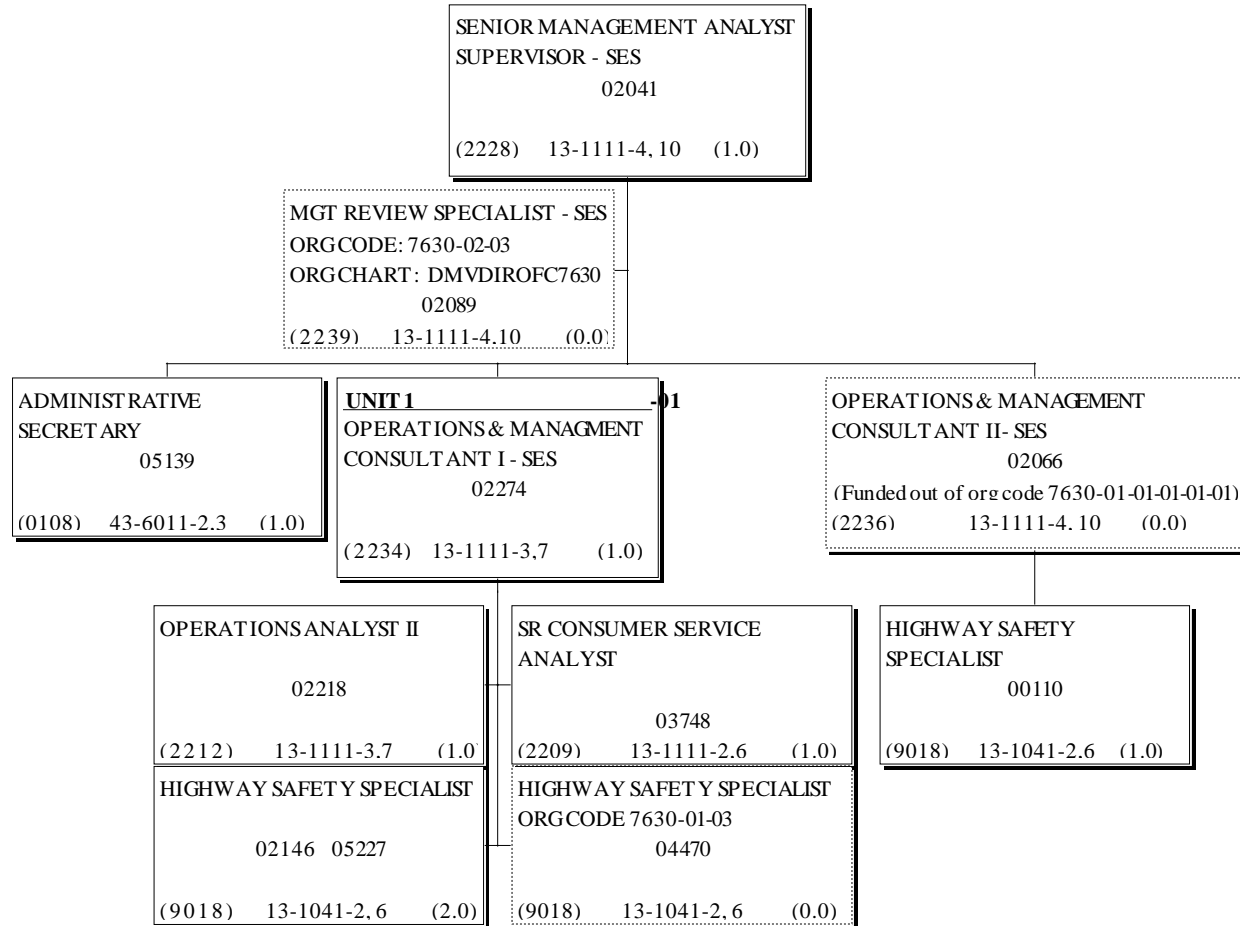 SENIOR MANAGEMENT ANALYST
SUPERVISOR - SES
02041
(2228) 13-1111-4, 10 (1.0)
MGT REVIEW SPECIALIST - SES
ORG CODE: 7630-02-03
ORG CHART: DMVDIROFC7630
02089
(2239) 13-1111-4.10 (0.0)
ADMINISTRATIVE
SECRETARY
05139
(0108) 43-6011-2.3 (1.0)
UNIT 1 -01
OPERATIONS & MANAGMENT
CONSULTANT I - SES
02274
(2234) 13-1111-3,7 (1.0)
OPERATIONS & MANAGEMENT
CONSULTANT II- SES
02066
(Funded out of org code 7630-01-01-01-01-01)
(2236) 13-1111-4, 10 (0.0)
OPERATIONS ANALYST II
02218
(2212) 13-1111-3.7 (1.0)
SR CONSUMER SERVICE
ANALYST
03748
(2209) 13-1111-2.6 (1.0)
HIGHWAY SAFETY
SPECIALIST
00110
(9018) 13-1041-2.6 (1.0)
HIGHWAY SAFETY SPECIALIST
02146 05227
(9018) 13-1041-2, 6 (2.0)
HIGHWAY SAFETY SPECIALIST
ORG CODE 7630-01-03
04470
(9018) 13-1041-2, 6 (0.0)